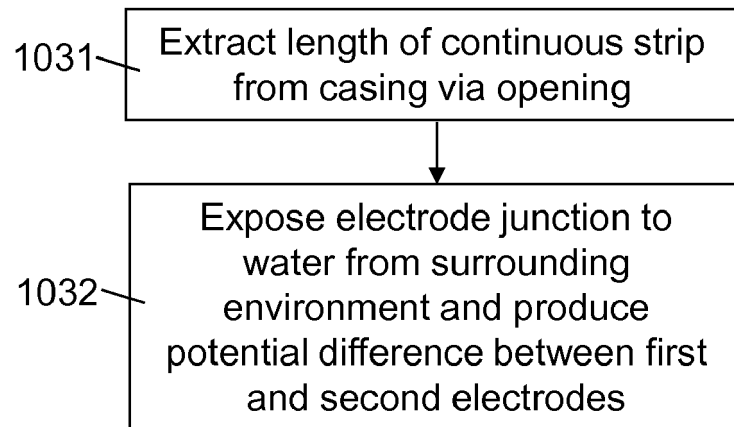 1031
Extract length of continuous strip
from casing via opening
1032
Expose electrode junction to
water from surrounding
environment and produce
potential difference between first
and second electrodes